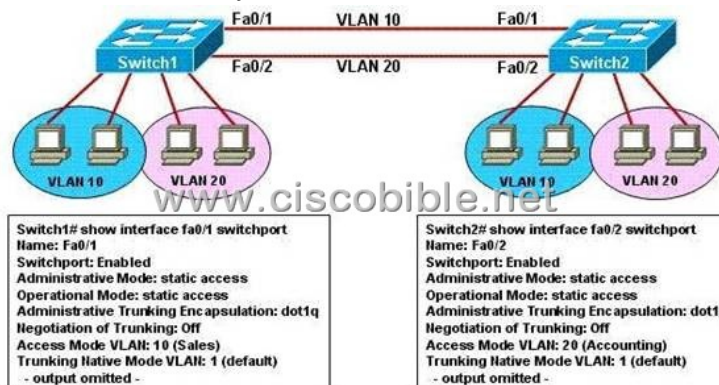 Fa0/1 VLAN 10 Fa0/1
Switch1 Switch2
Fa0/2 VLAN 20 Fa0/2
VLAN 10 VLAN 20 VLAN 10 VLAN 20
www.ciscobible.net
Switch1# show interface fa0/1 switchport
Name: Fa0/1
Switchport: Enabled
Administrative Mode: static access
Operational Mode: static access
Administrative Trunking Encapsulation: dot1q
Negotiation of Trunking: Off
Access Mode VLAN: 10 (Sales)
Trunking Native Mode VLAN: 1 (default)
- output omitted -
Switch2# show interface fa0/2 switchport
Name: Fa0/2
Switchport: Enabled
Administrative Mode: static access
Operational Mode: static access
Administrative Trunking Encapsulation: dot1
Negotiation of Trunking: Off
Access Mode VLAN: 20 (Accounting)
Trunking Native Mode VLAN: 1 (default)
- output omitted -